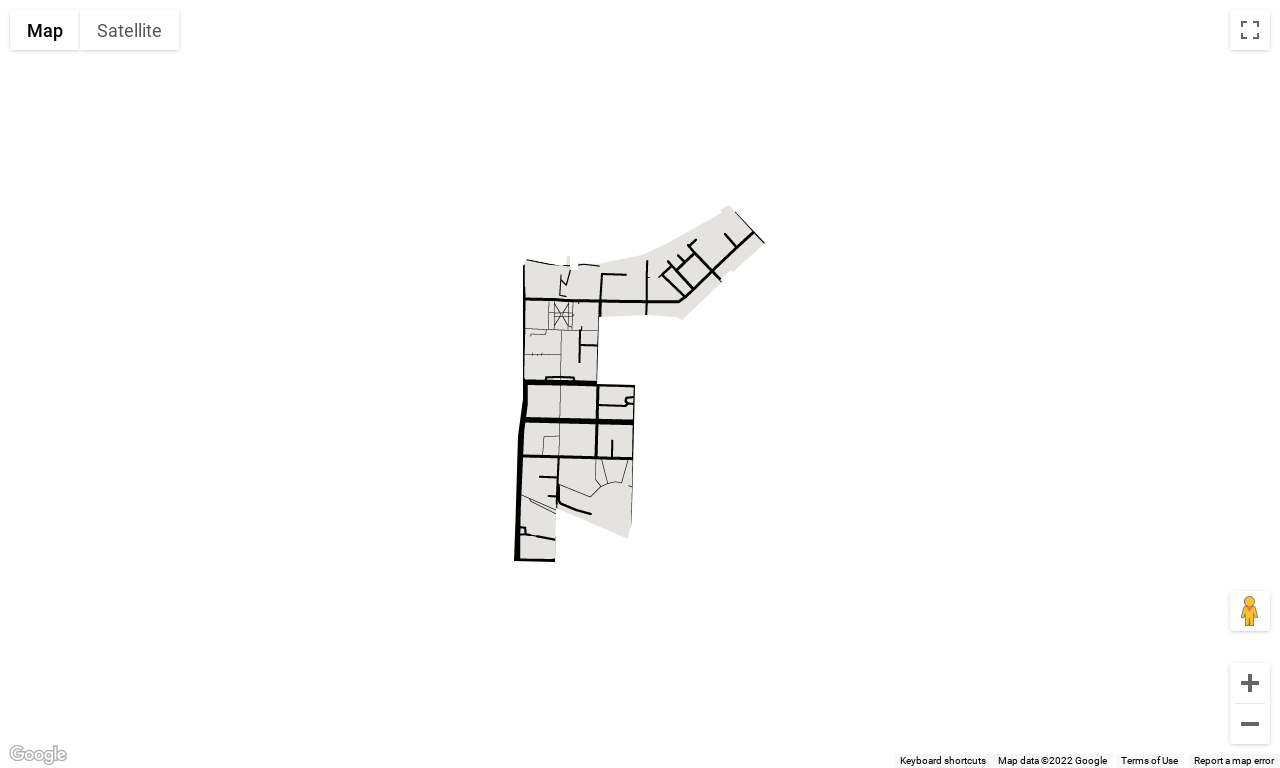 Map Satellite
Google
Keyboard shortcuts Map data ©2022 Google Terms of Use Report a map error